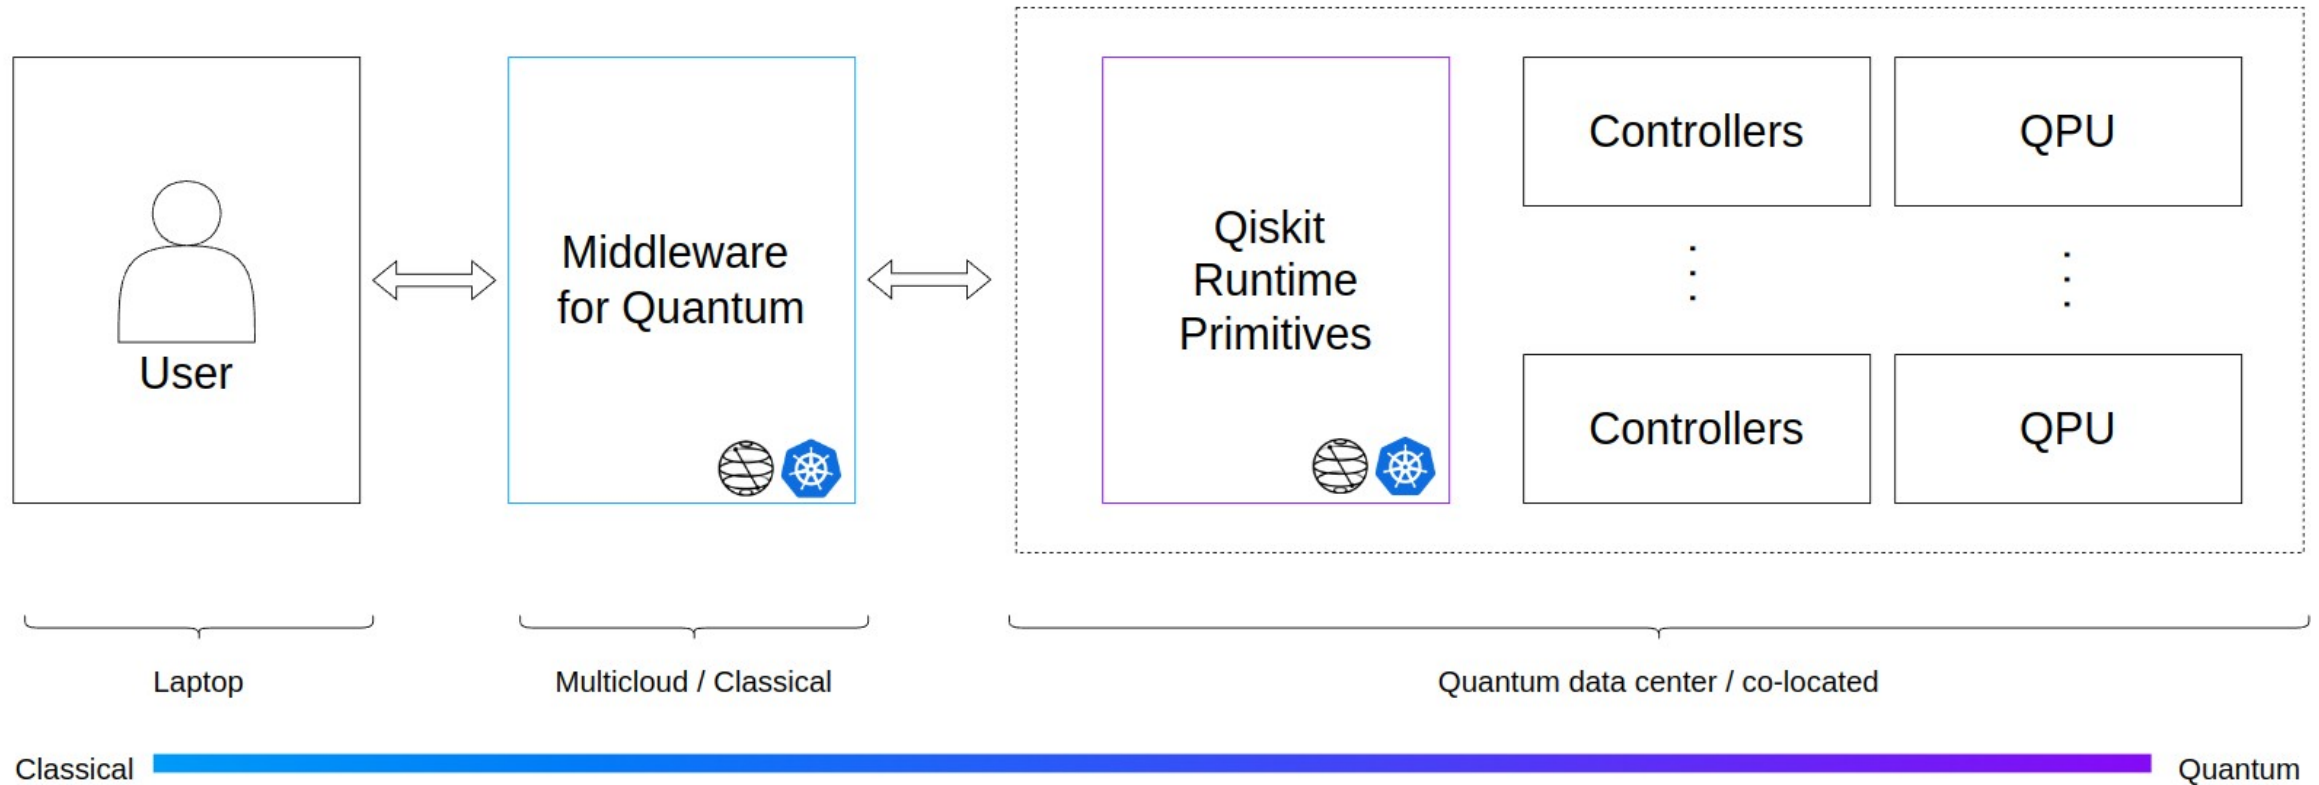 User
Middleware
for Quantum
Qiskit
Runtime
Primitives
Controllers
QPU
Controllers
QPU
Laptop
Multicloud / Classical
Quantum data center / co-located
Classical
Quantum